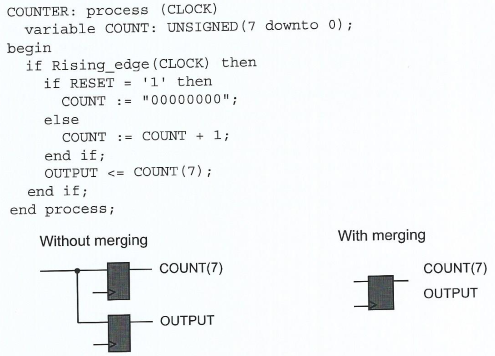 COUNTER: process (CLOCK)
variable COUNT: UNSIGNED(7 downto 0);
begin
if Rising_edge(CLOCK) then
if RESET = '1' then
COUNT := "00000000";
else
COUNT := COUNT + 1;
end if;
OUTPUT <= COUNT(7);
end if;
end process;
Without merging
With merging
COUNT(7)
COUNT(7)
OUTPUT
OUTPUT